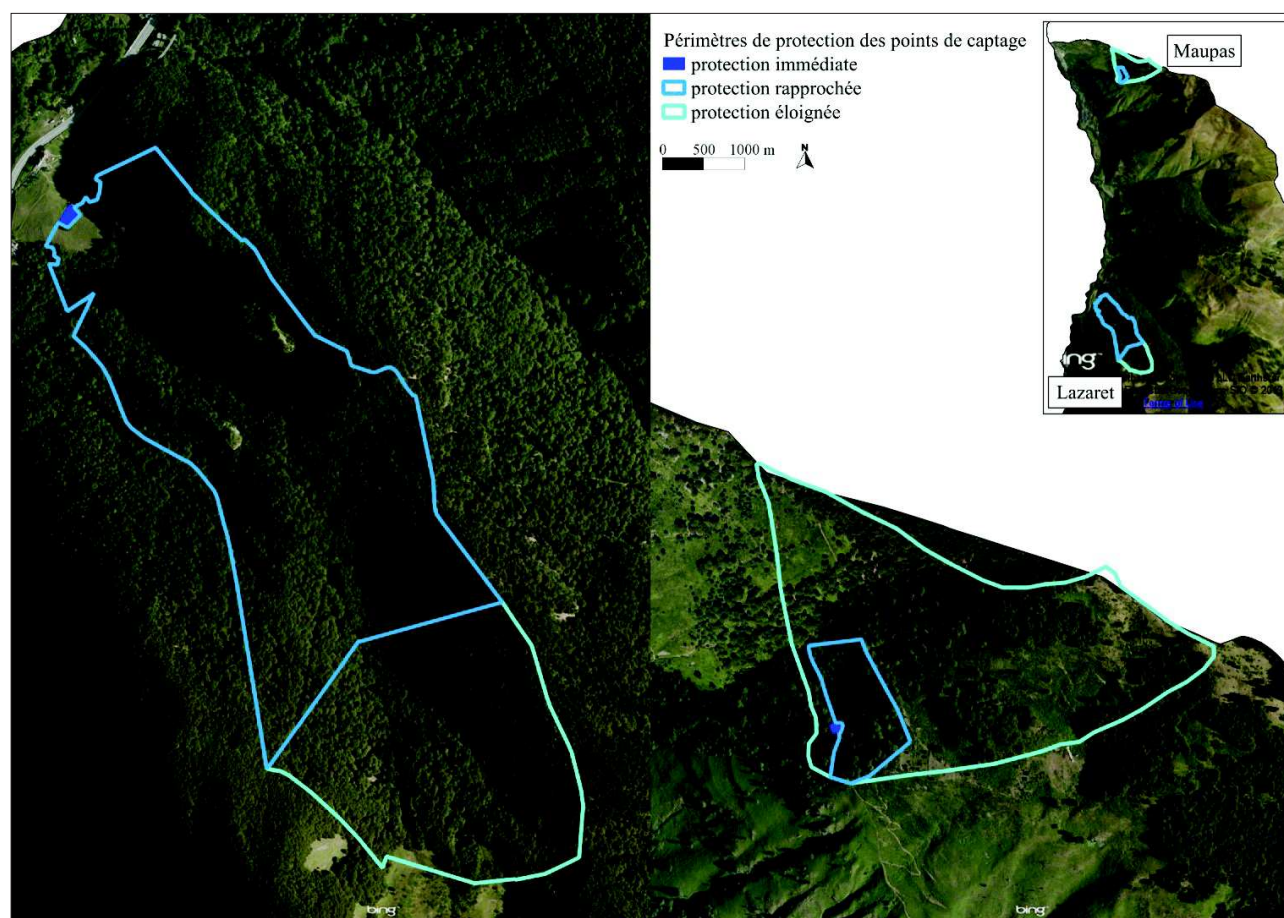 Périmètres de protection des points de captage
protection immédiate
protection rapprochée
protection éloignée
0 500 1000 m
N
Maupas
Lazaret
bing
bing